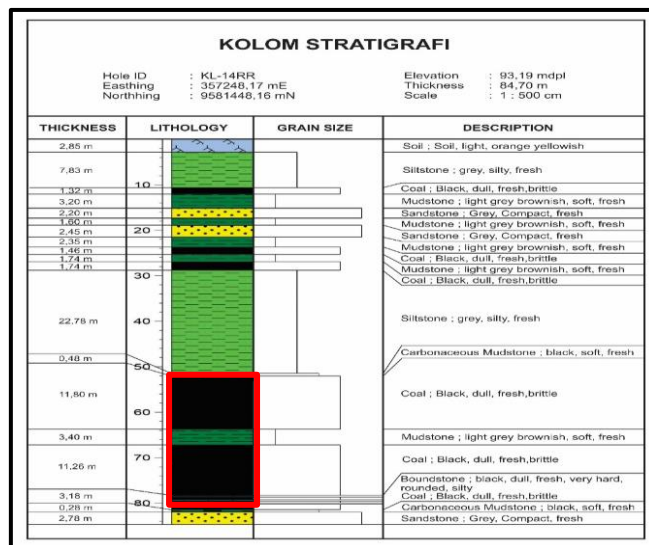 KOLOM STRATIGRAFI
Hole ID : KL-14RR
Easthing : 357248,17 mE
Northhing : 9581448,16 mN
Elevation : 93,19 mdpl
Thickness : 84,70 m
Scale : 1 : 500 cm
THICKNESS LITHOLOGY GRAIN SIZE DESCRIPTION
2,85 m Soil ; Soil, light, orange yellowish
7,83 m Siltstone ; grey, silty, fresh
10
1,32 m Coal ; Black, dull, fresh,brittle
3,20 m Mudstone ; light grey brownish, soft, fresh
2,20 m Sandstone ; Grey, Compact, fresh
1,60 m Mudstone ; light grey brownish, soft, fresh
20
2,45 m Sandstone ; Grey, Compact, fresh
2,35 m Mudstone ; light grey brownish, soft, fresh
1,46 m Coal ; Black, dull, fresh,brittle
1,74 m Mudstone ; light grey brownish, soft, fresh
1,74 m Coal ; Black, dull, fresh,brittle
30
22,78 m 40 Siltstone ; grey, silty, fresh
0,48 m Carbonaceous Mudstone ; black, soft, fresh
50
11,80 m Coal ; Black, dull, fresh,brittle
60
3,40 m Mudstone ; light grey brownish, soft, fresh
11,26 m 70 Coal ; Black, dull, fresh,brittle
Boundstone ; black, dull, fresh, very hard,
rounded, silty
3,18 m Coal ; Black, dull, fresh,brittle
80
0,28 m Carbonaceous Mudstone ; black, soft, fresh
2,78 m Sandstone ; Grey, Compact, fresh